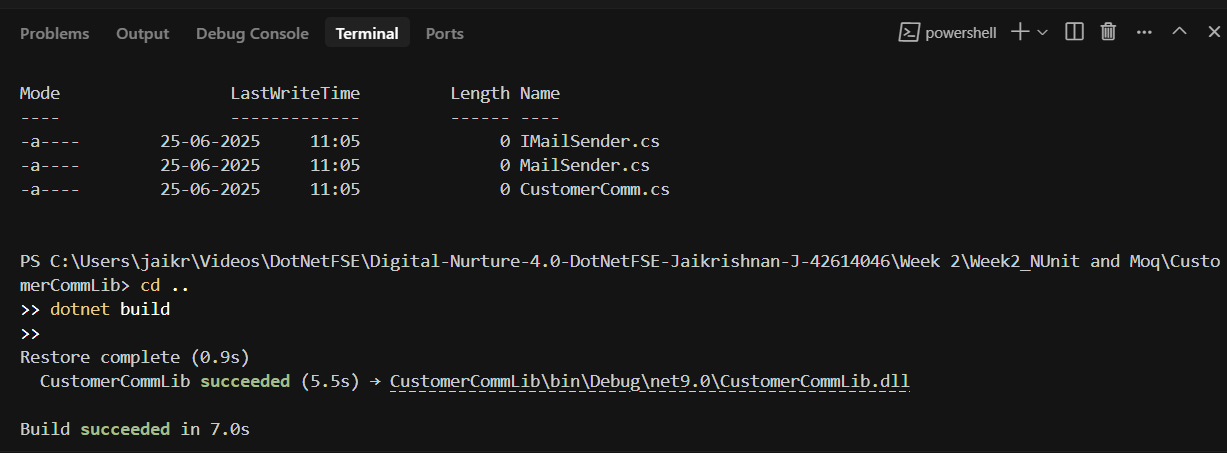 Problems Output Debug Console Terminal Ports powershell
Mode LastWriteTime Length Name
---- ------------- ------ ----
-a---- 25-06-2025 11:05 0 IMailSender.cs
-a---- 25-06-2025 11:05 0 MailSender.cs
-a---- 25-06-2025 11:05 0 CustomerComm.cs
PS C:\Users\jaikr\Videos\DotNetFSE\Digital-Nurture-4.0-DotNetFSE-Jaikrishnan-J-42614046\Week 2\Week2_NUnit and Moq\Custo
merCommLib> cd ..
>> dotnet build
>>
Restore complete (0.9s)
CustomerCommLib succeeded (5.5s) → CustomerCommLib\bin\Debug\net9.0\CustomerCommLib.dll
Build succeeded in 7.0s